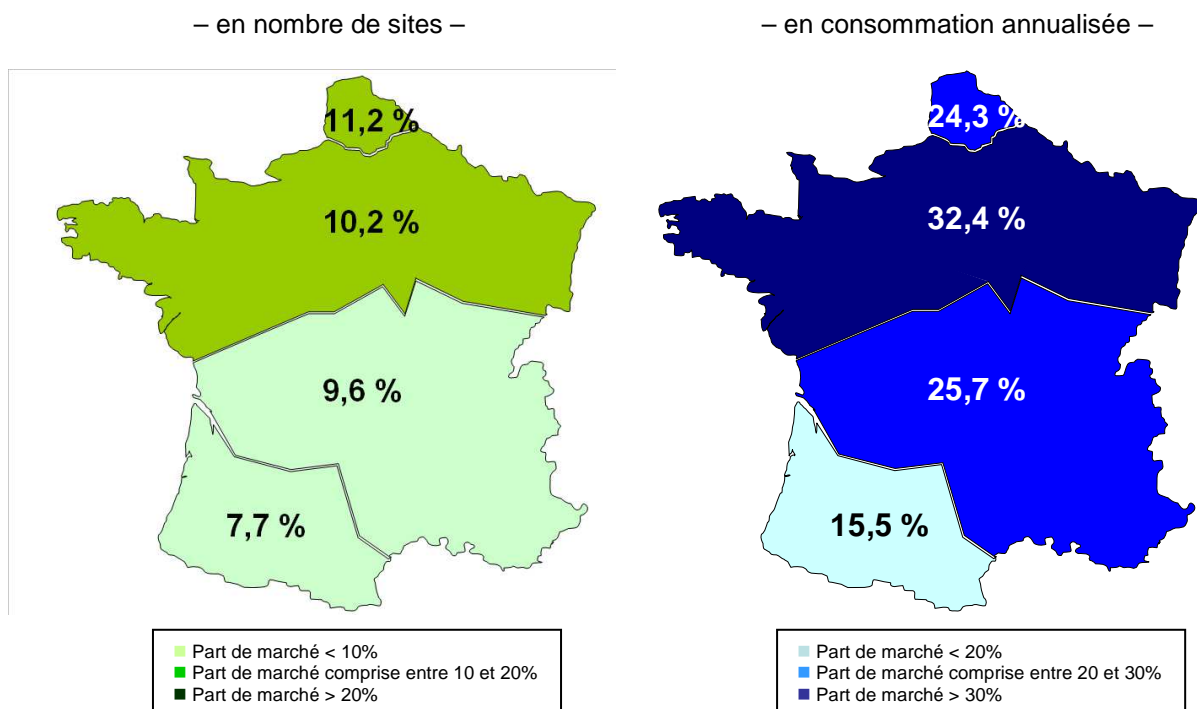 – en nombre de sites –
11,2 %
10,2 %
9,6 %
7,7 %
Part de marché < 10%
Part de marché comprise entre 10 et 20%
Part de marché > 20%
– en consommation annualisée –
24,3 %
32,4 %
25,7 %
15,5 %
Part de marché < 20%
Part de marché comprise entre 20 et 30%
Part de marché > 30%